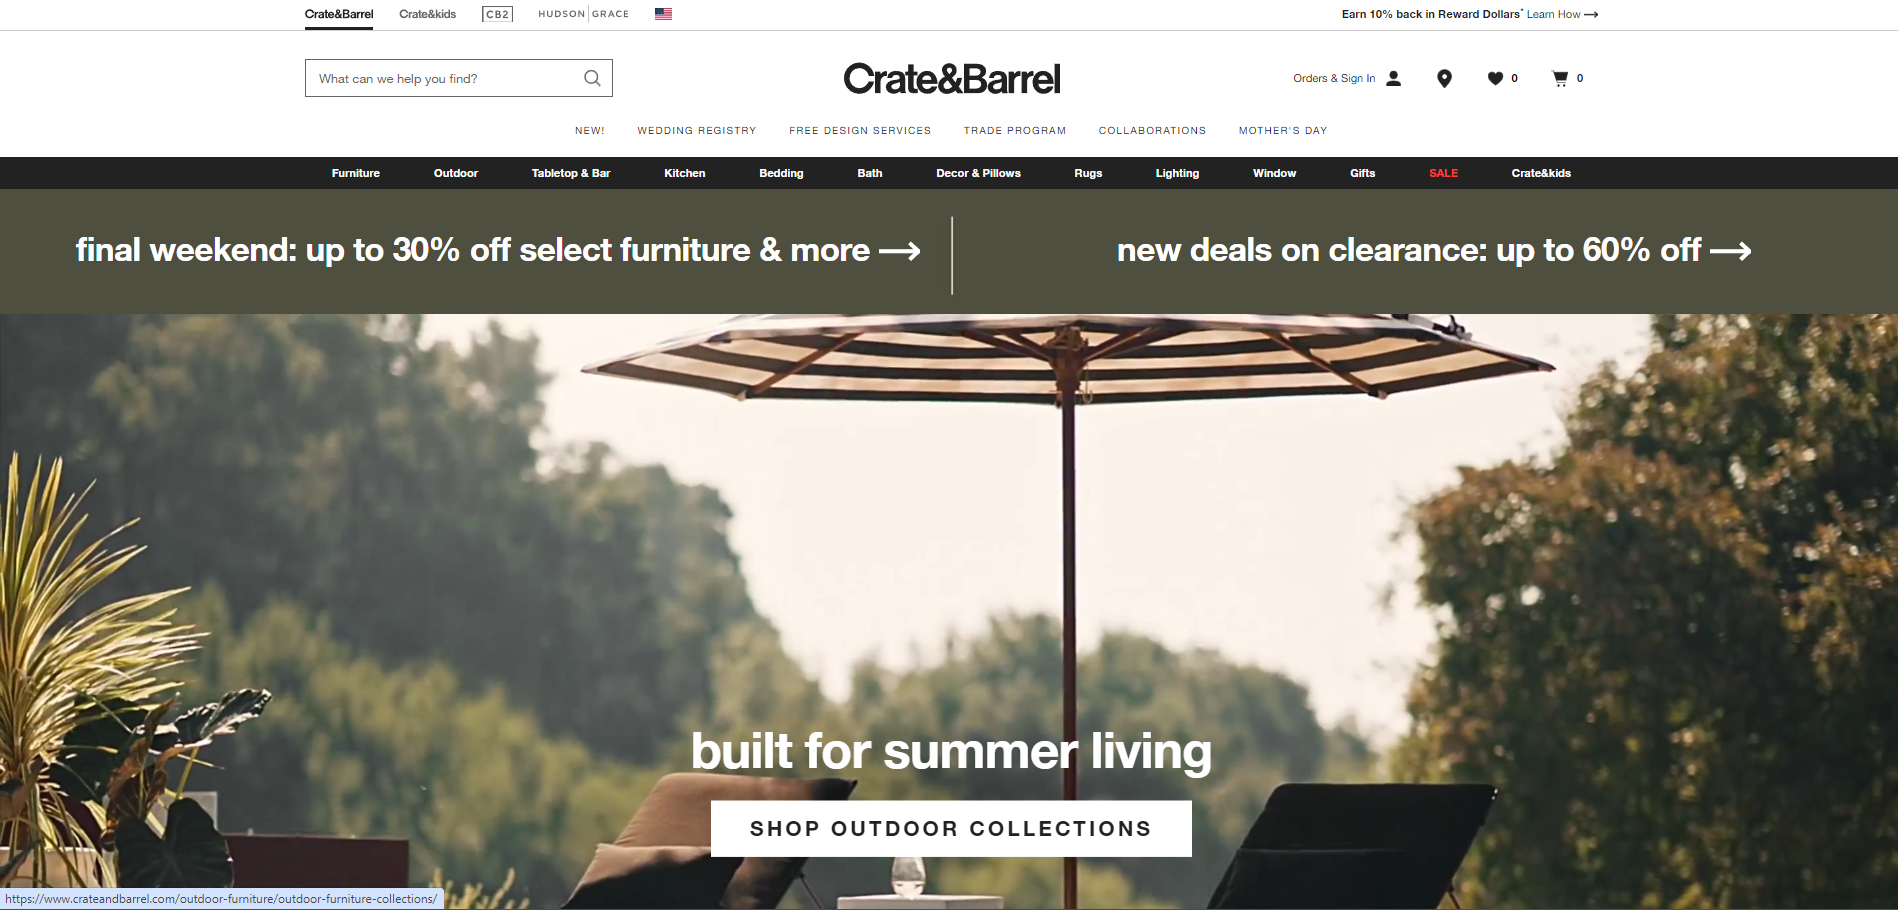 Crate&Barrel
Crate&kids
CB2
HUDSON GRACE
Earn 10% back in Reward Dollars* Learn How
What can we help you find?
Crate&Barrel
Orders & Sign In
0
0
NEW!
WEDDING REGISTRY
FREE DESIGN SERVICES
TRADE PROGRAM
COLLABORATIONS
MOTHER'S DAY
Furniture
Outdoor
Tabletop & Bar
Kitchen
Bedding
Bath
Decor & Pillows
Rugs
Lighting
Window
Gifts
SALE
Crate&kids
final weekend: up to 30% off select furniture & more
new deals on clearance: up to 60% off
built for summer living
SHOP OUTDOOR COLLECTIONS
https://www.crateandbarrel.com/outdoor-furniture/outdoor-furniture-collections/